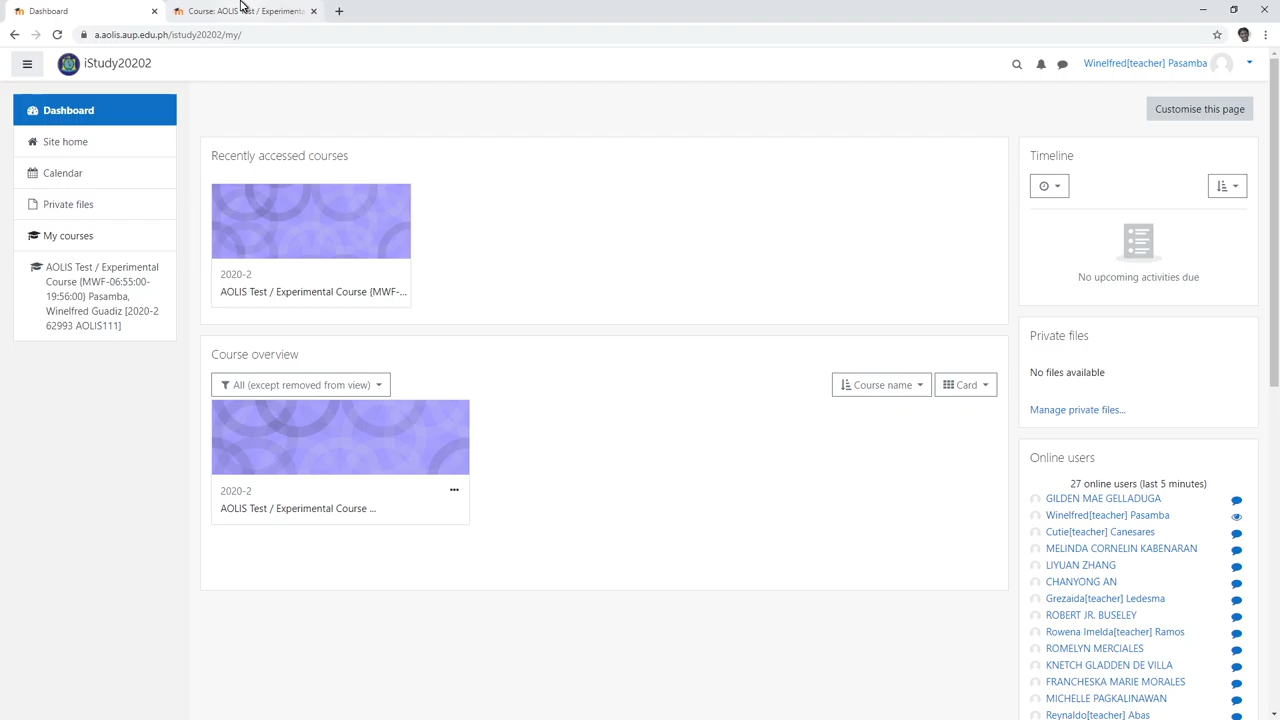 Dashboard
Course: AOLIS Test / Experimenta
a.aolis.aup.edu.ph/istudy20202/my/
iStudy20202
Winelfred[teacher] Pasamba
Dashboard
Site home
Calendar
Private files
My courses
AOLIS Test / Experimental
Course {MWF-06:55:00-
19:56:00} Pasamba,
Winelfred Guadiz [2020-2
62993 AOLIS111]
Customise this page
Recently accessed courses
2020-2
AOLIS Test / Experimental Course {MWF-...
Course overview
All (except removed from view)
Course name
Card
2020-2
AOLIS Test / Experimental Course ...
Timeline
No upcoming activities due
Private files
No files available
Manage private files...
Online users
27 online users (last 5 minutes)
GILDEN MAE GELLADUGA
Winelfred[teacher] Pasamba
Cutie[teacher] Canesares
MELINDA CORNELIN KABENARAN
LIYUAN ZHANG
CHANYONG AN
Grezaida[teacher] Ledesma
ROBERT JR. BUSELEY
Rowena Imelda[teacher] Ramos
ROMELYN MERCIALES
KNETCH GLADDEN DE VILLA
FRANCHESKA MARIE MORALES
MICHELLE PAGKALINAWAN
Reynaldo[teacher] Abas